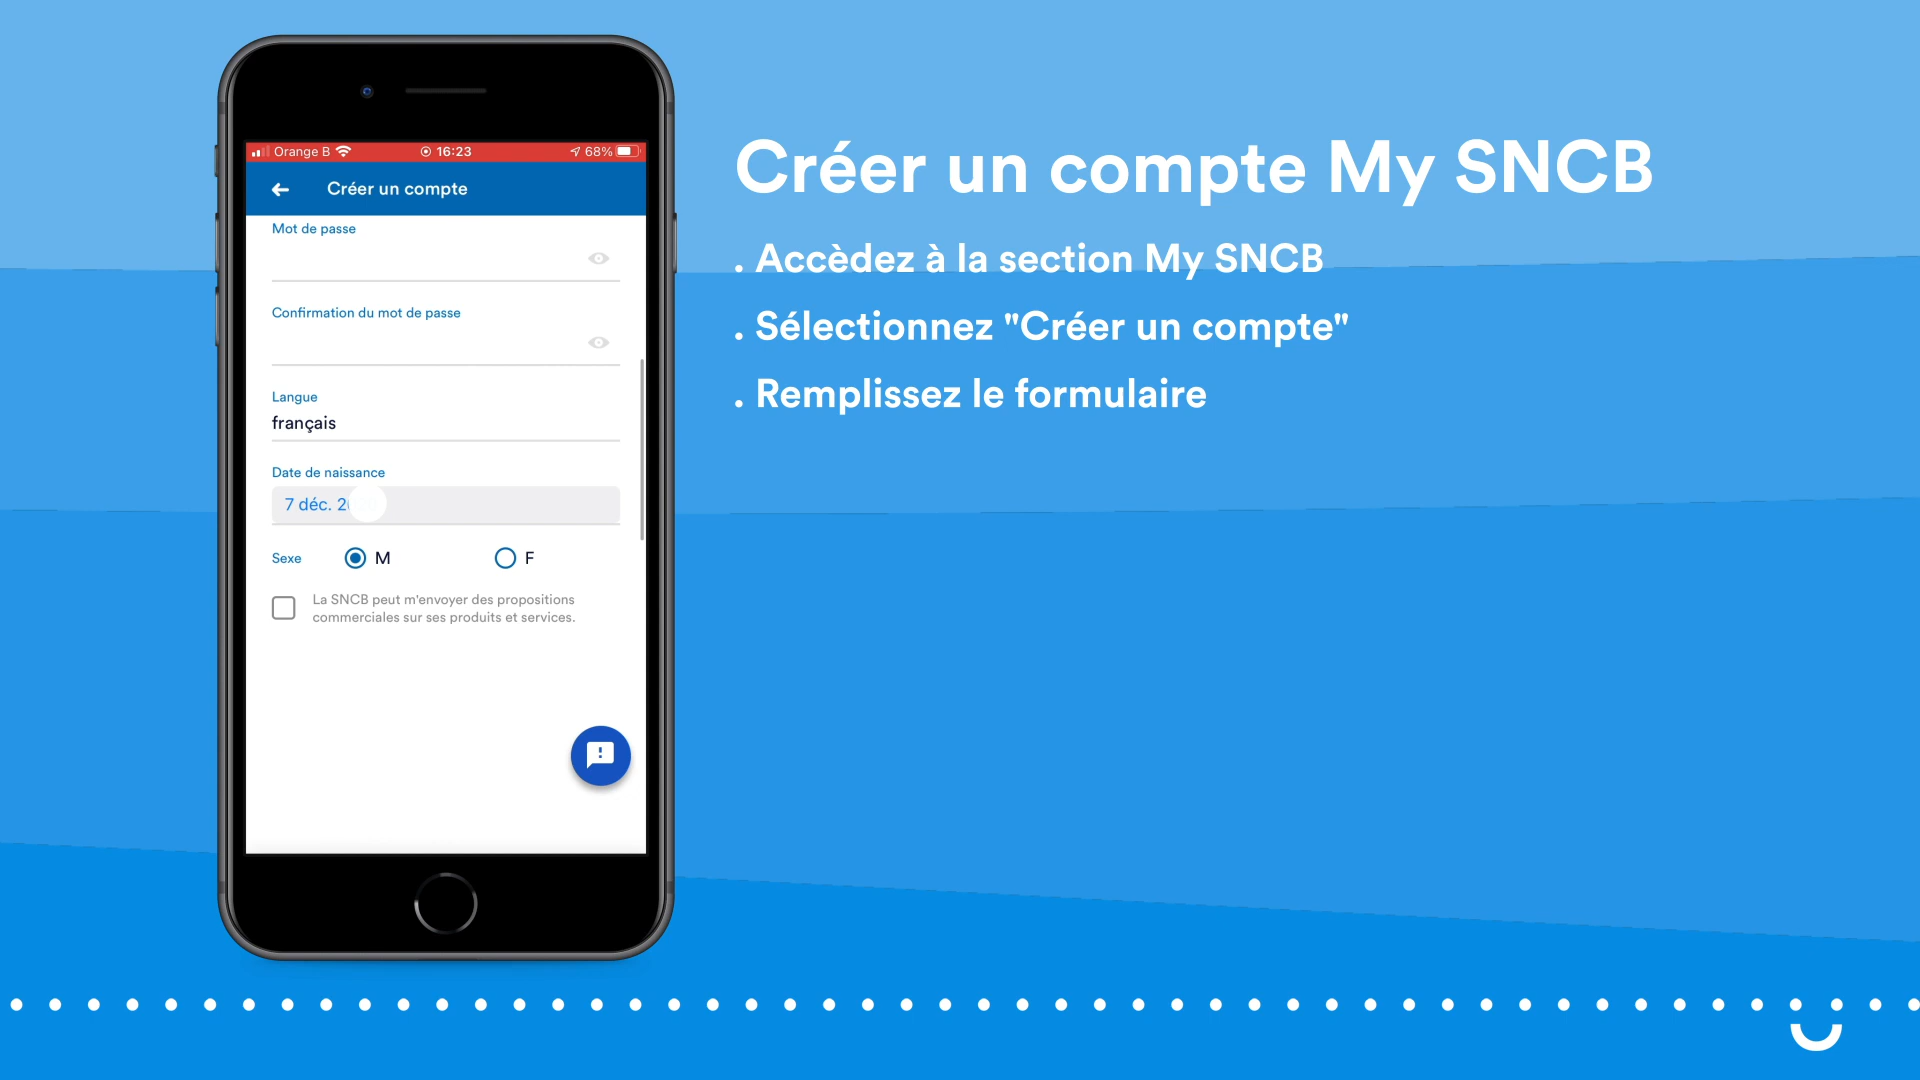 Orange B
16:23
68%
Créer un compte
Mot de passe
Confirmation du mot de passe
Langue
français
Date de naissance
7 déc.
Sexe
M
F
La SNCB peut m'envoyer des propositions
commerciales sur ses produits et services.
Créer un compte My SNCB
. Accèdez à la section My SNCB
. Sélectionnez "Créer un compte"
. Remplissez le formulaire